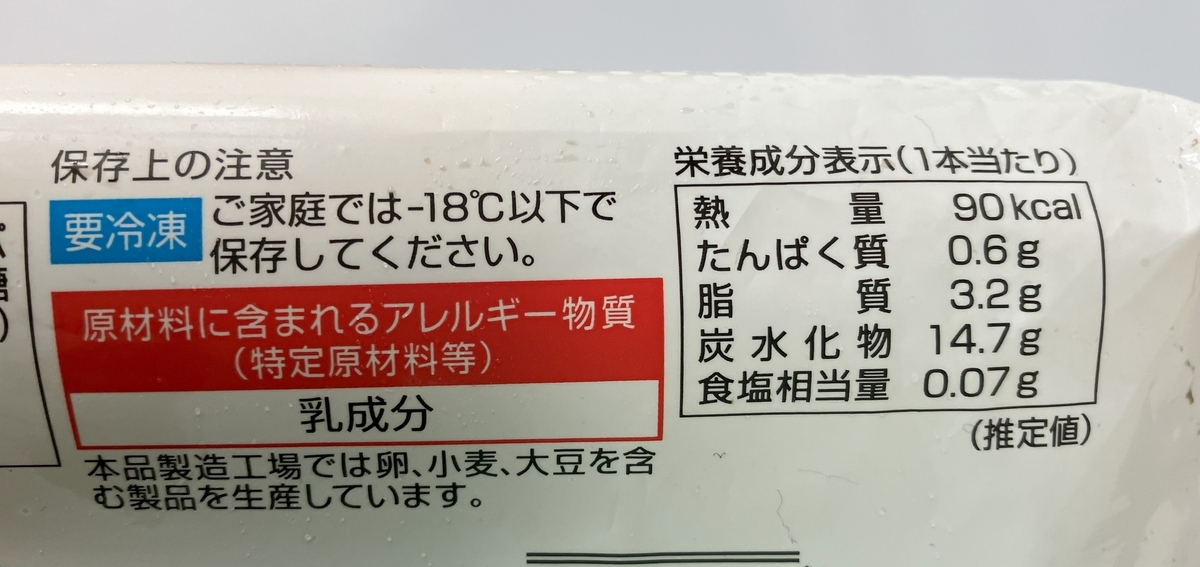 保存上の注意
要冷凍
ご家庭では-18℃以下で
保存してください。
原材料に含まれるアレルギー物質
(特定原材料等)
乳成分
本品製造工場では卵、小麦、大豆を含
む製品を生産しています。
栄養成分表示(1本当たり)
熱量 90kcal
たんぱく質 0.6g
脂質 3.2g
炭水化物 14.7g
食塩相当量 0.07g
(推定値)